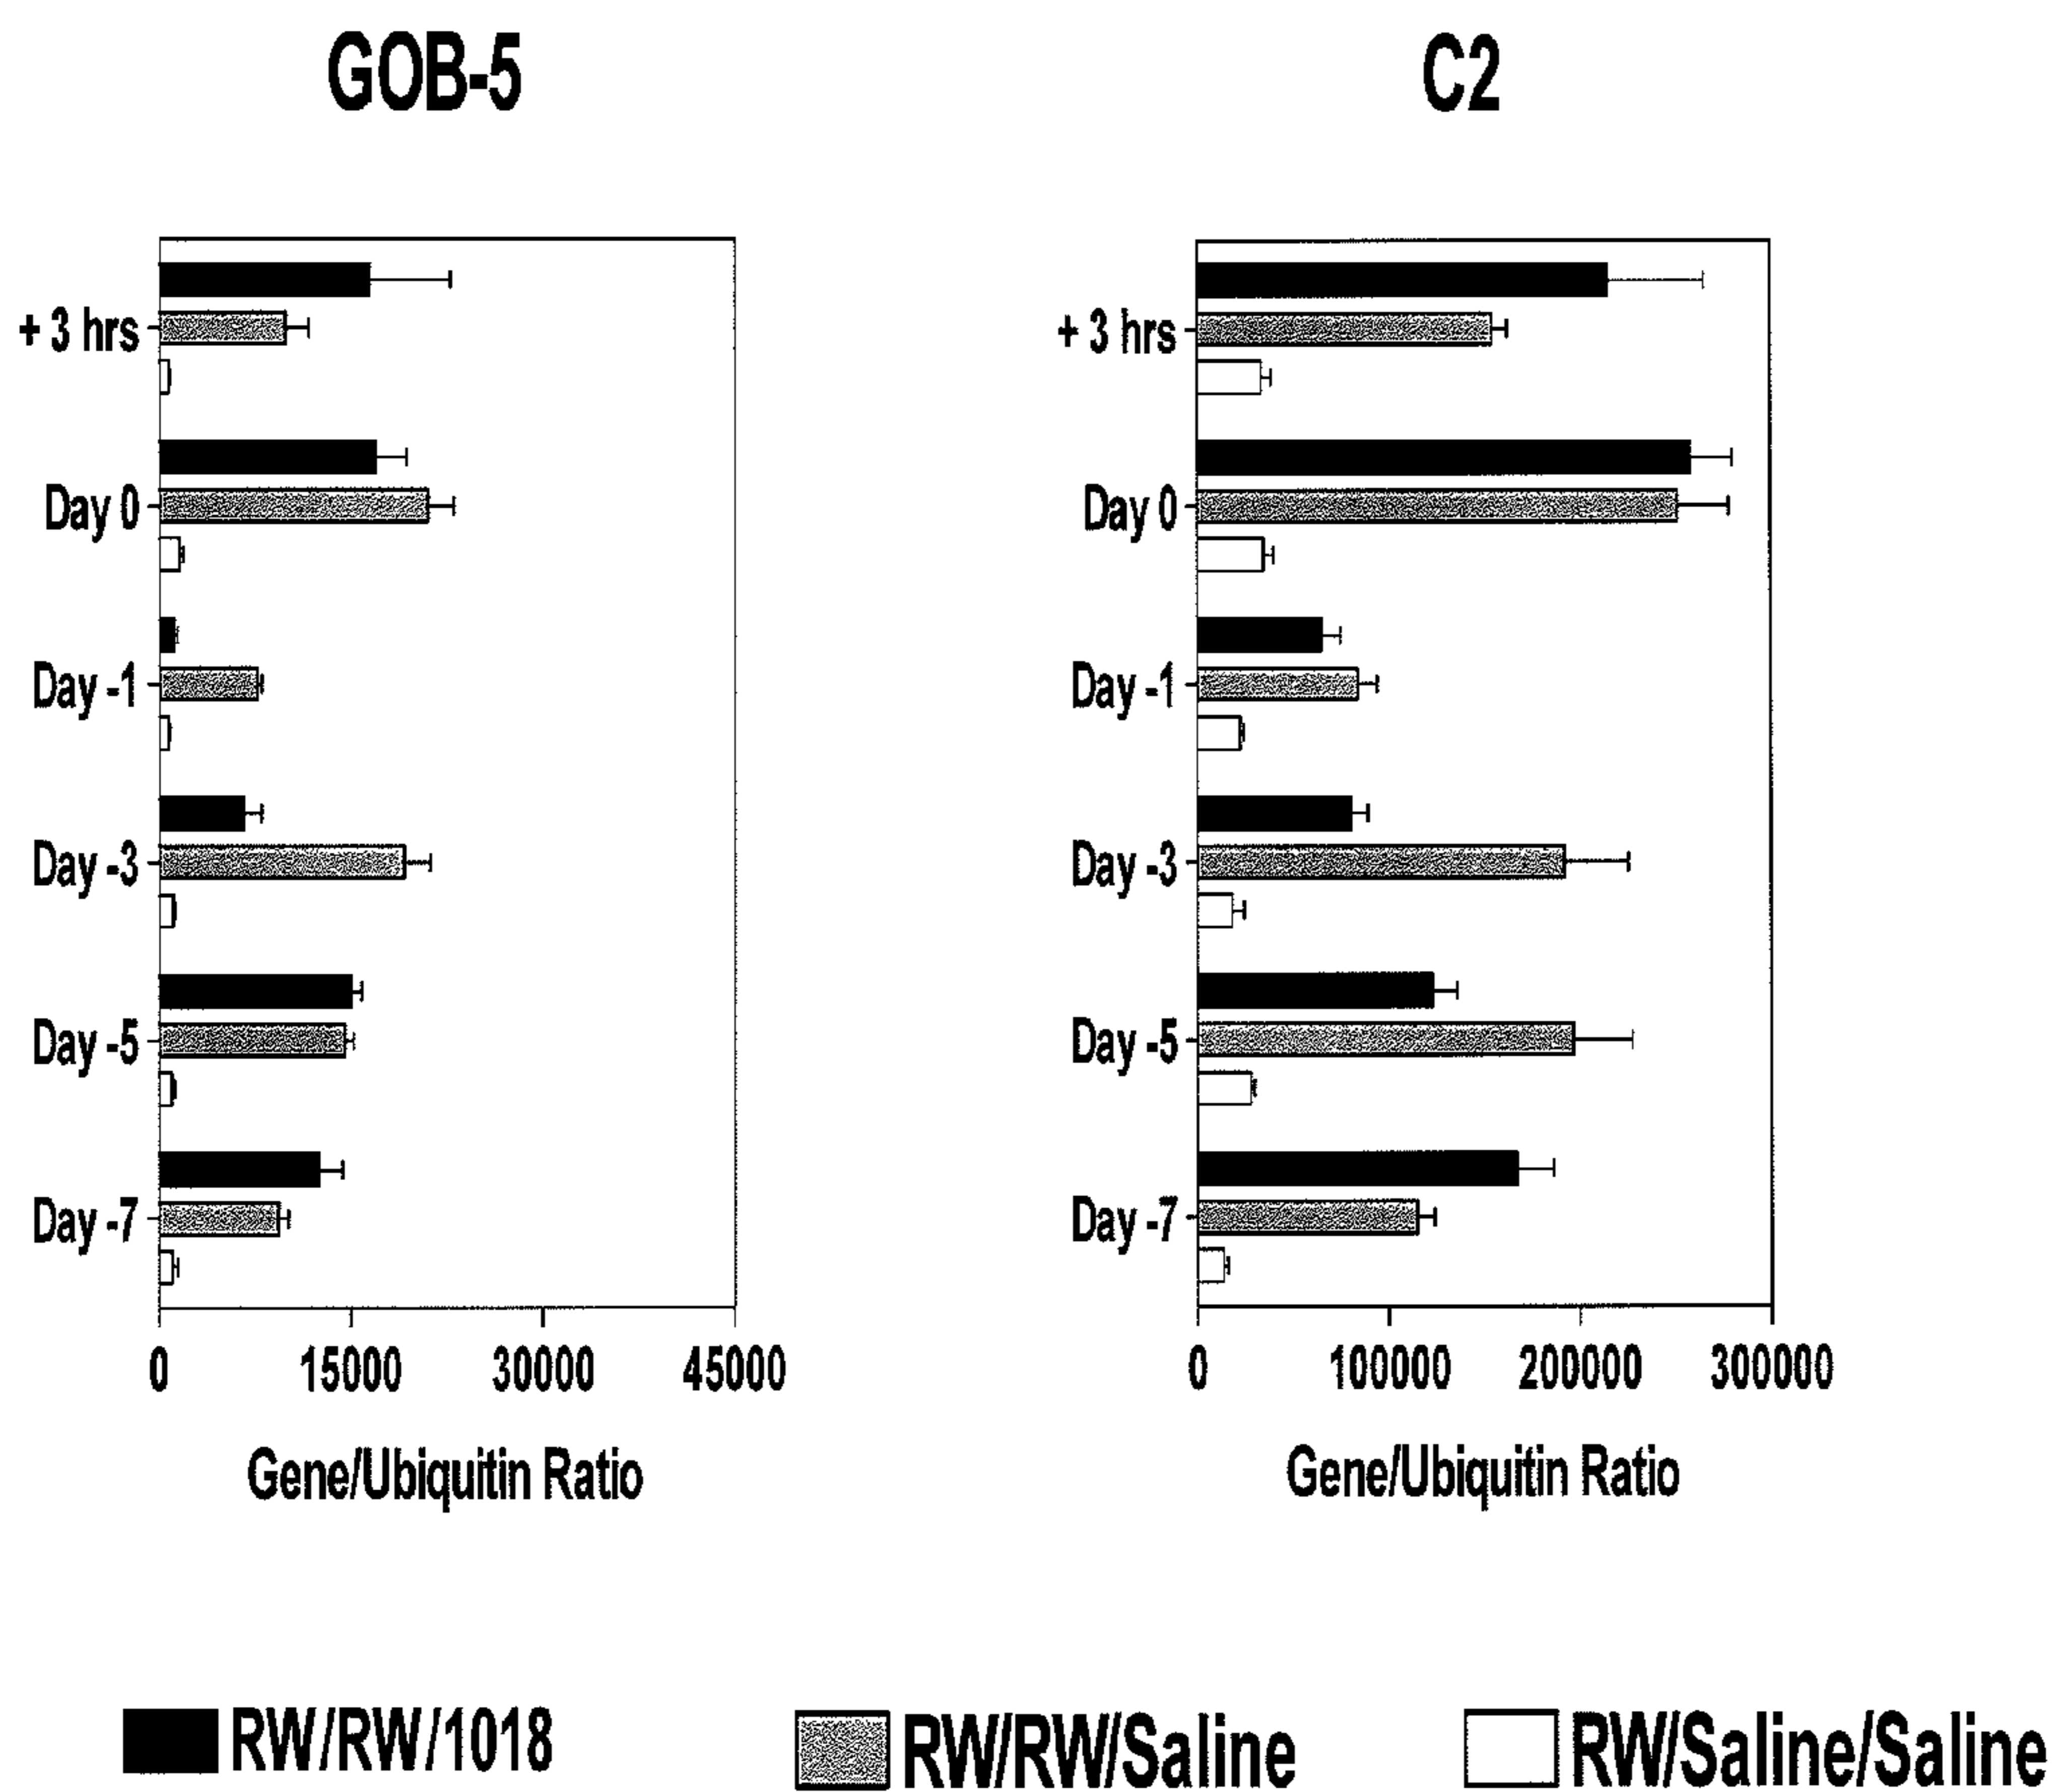 GOB-5
+ 3 hrs
Day 0
Day -1
Day -3
Day -5
Day -7
0 15000 30000 45000
Gene/Ubiquitin Ratio
C2
+ 3 hrs
Day 0
Day -1
Day -3
Day -5
Day -7
0 100000 200000 300000
Gene/Ubiquitin Ratio
RW/RW/1018 RW/RW/Saline RW/Saline/Saline